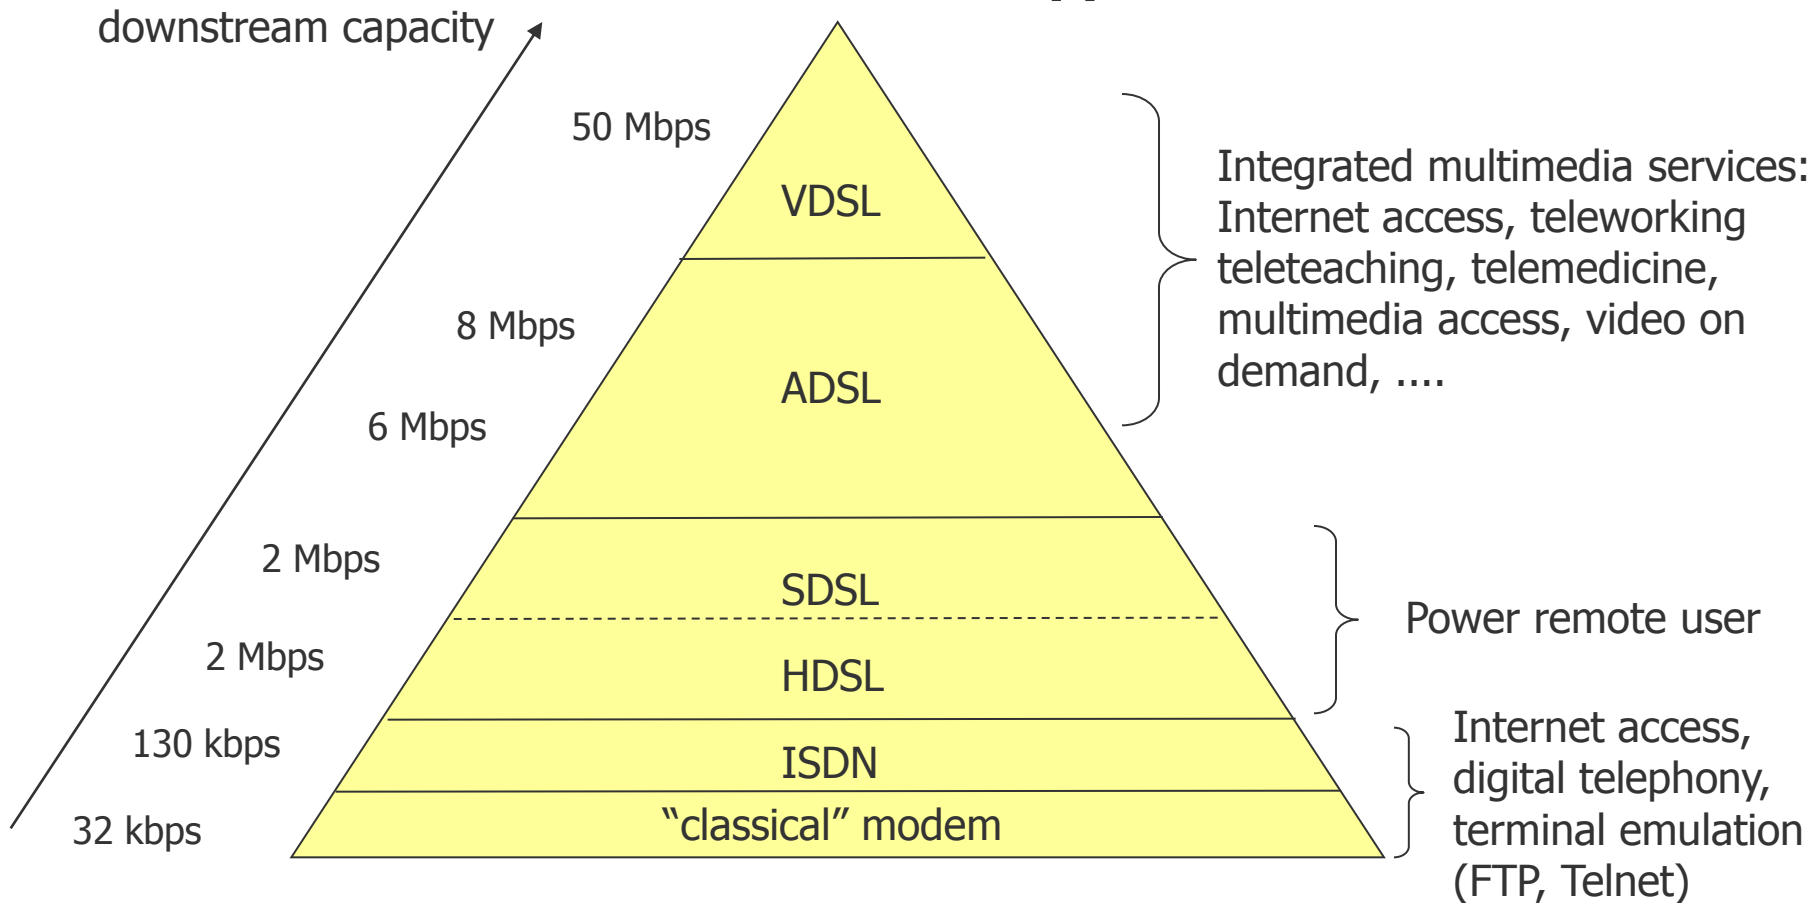 downstream capacity
50 Mbps
VDSL
8 Mbps
ADSL
6 Mbps
2 Mbps
SDSL
2 Mbps
HDSL
130 kbps
ISDN
32 kbps
“classical” modem
Integrated multimedia services:
Internet access, teleworking
teleteaching, telemedicine,
multimedia access, video on
demand, ....
Power remote user
Internet access,
digital telephony,
terminal emulation
(FTP, Telnet)